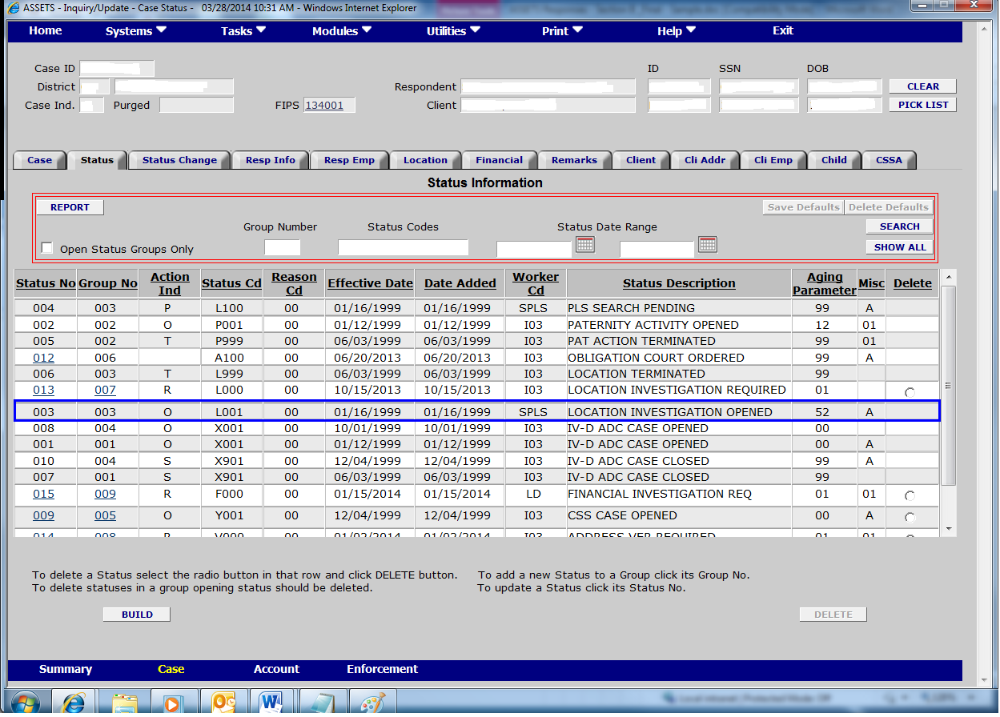 ASSETS - Inquiry/Update - Case Status - 03/28/2014 10:31 AM - Windows Internet Explorer
Home Systems Tasks Modules Utilities Print Help Exit
Case ID ID SSN DOB
District Respondent CLEAR
Case Ind. Purged FIPS 134001 Client PICK LIST
Case Status Status Change Resp Info Resp Emp Location Financial Remarks Client Cli Addr Cli Emp Child CSSA
Status Information
REPORT Save Defaults Delete Defaults
Group Number Status Codes Status Date Range SEARCH
Open Status Groups Only SHOW ALL
Status No Group No Action Ind Status Cd Reason Cd Effective Date Date Added Worker Cd Status Description Aging Parameter Misc Delete
004 003 P L100 00 01/16/1999 01/16/1999 SPLS PLS SEARCH PENDING 99 A
002 002 O P001 00 01/12/1999 01/12/1999 I03 PATERNITY ACTIVITY OPENED 12 01
005 002 T P999 00 06/03/1999 06/03/1999 I03 PAT ACTION TERMINATED 99 01
012 006 A100 00 06/20/2013 06/20/2013 I03 OBLIGATION COURT ORDERED 99 A
006 003 T L999 00 06/03/1999 06/03/1999 I03 LOCATION TERMINATED 99
013 007 R L000 00 10/15/2013 10/15/2013 I03 LOCATION INVESTIGATION REQUIRED 01
003 003 O L001 00 01/16/1999 01/16/1999 SPLS LOCATION INVESTIGATION OPENED 52 A
008 004 O X001 00 10/01/1999 10/01/1999 I03 IV-D ADC CASE OPENED 00
001 001 O X001 00 01/12/1999 01/12/1999 I03 IV-D ADC CASE OPENED 00 A
010 004 S X901 00 12/04/1999 12/04/1999 I03 IV-D ADC CASE CLOSED 99 A
007 001 S X901 00 06/03/1999 06/03/1999 I03 IV-D ADC CASE CLOSED 99
015 009 R F000 00 01/15/2014 01/15/2014 LD FINANCIAL INVESTIGATION REQ 01 01
009 005 O Y001 00 12/04/1999 12/04/1999 I03 CSS CASE OPENED 00 A
014 008 R V000 00 01/02/2014 01/02/2014 I03 ADDRESS VER REQUIRED 01 01
To delete a Status select the radio button in that row and click DELETE button. To add a new Status to a Group click its Group No.
To delete statuses in a group opening status should be deleted. To update a Status click its Status No.
BUILD DELETE
Summary Case Account Enforcement